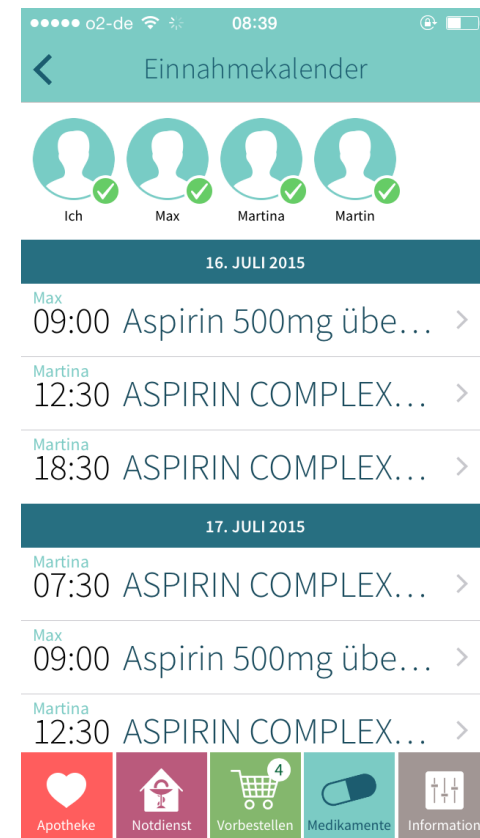 o2-de 08:39
Einnahmekalender
Ich Max Martina Martin
16. JULI 2015
Max
09:00 Aspirin 500mg übe...
Martina
12:30 ASPIRIN COMPLEX...
Martina
18:30 ASPIRIN COMPLEX...
17. JULI 2015
Martina
07:30 ASPIRIN COMPLEX...
Max
09:00 Aspirin 500mg übe...
Martina
12:30 ASPIRIN COMPLEX...
4
Apotheke Notdienst Vorbestellen Medikamente Information